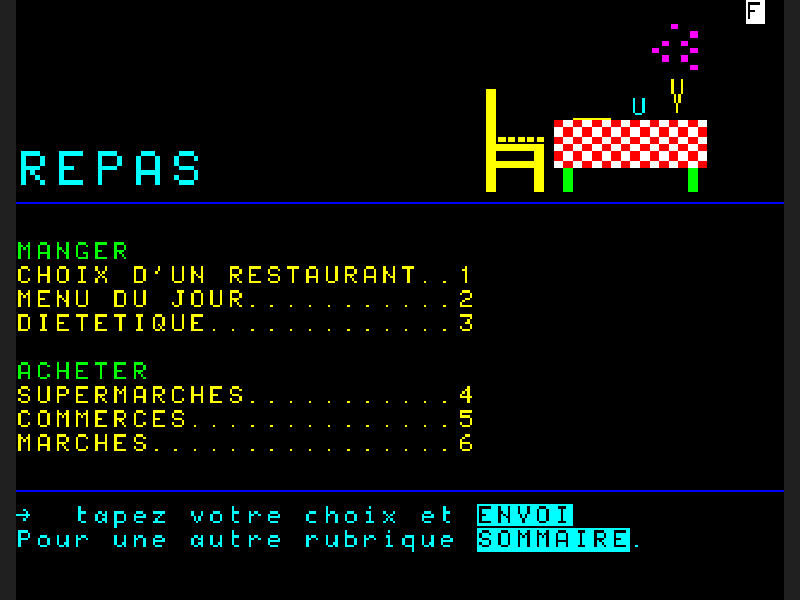 F
REPAS
MANGER
CHOIX D'UN RESTAURANT..1
MENU DU JOUR...........2
DIETETIQUE.............3
ACHETER
SUPERMARCHES...........4
COMMERCES..............5
MARCHES................6
→ tapez votre choix et ENVOI
Pour une autre rubrique SOMMAIRE.